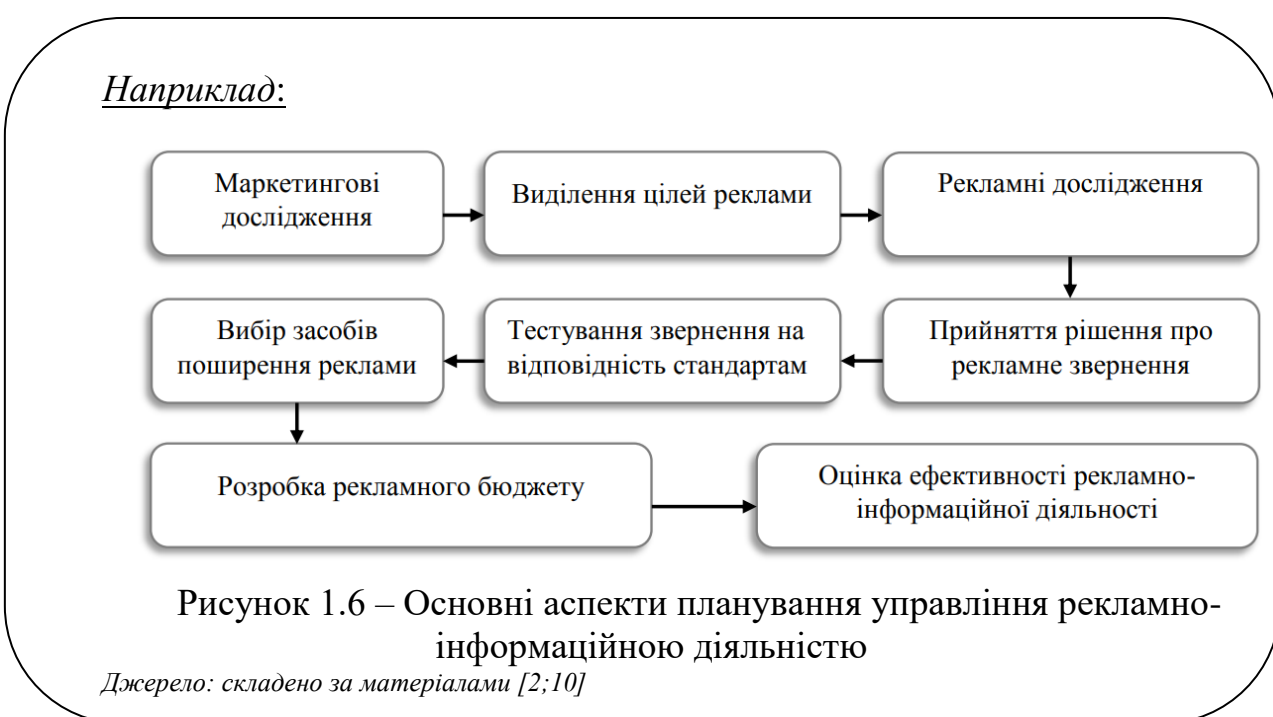 Наприклад:
Маркетингові
дослідження
Виділення цілей реклами
Рекламні дослідження
Прийняття рішення про
рекламне звернення
Тестування звернення на
відповідність стандартам
Вибір засобів
поширення реклами
Розробка рекламного бюджету
Оцінка ефективності рекламно-
інформаційної діяльності
Рисунок 1.6 – Основні аспекти планування управління рекламно-
інформаційною діяльністю
Джерело: складено за матеріалами [2;10]